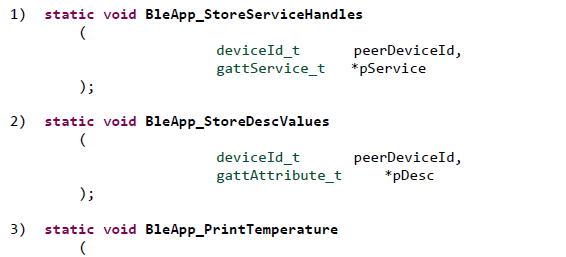 1) static void BleApp_StoreServiceHandles
(
deviceId_t peerDeviceId,
gattService_t *pService
);
2) static void BleApp_StoreDescValues
(
deviceId_t peerDeviceId,
gattAttribute_t *pDesc
);
3) static void BleApp_PrintTemperature
(